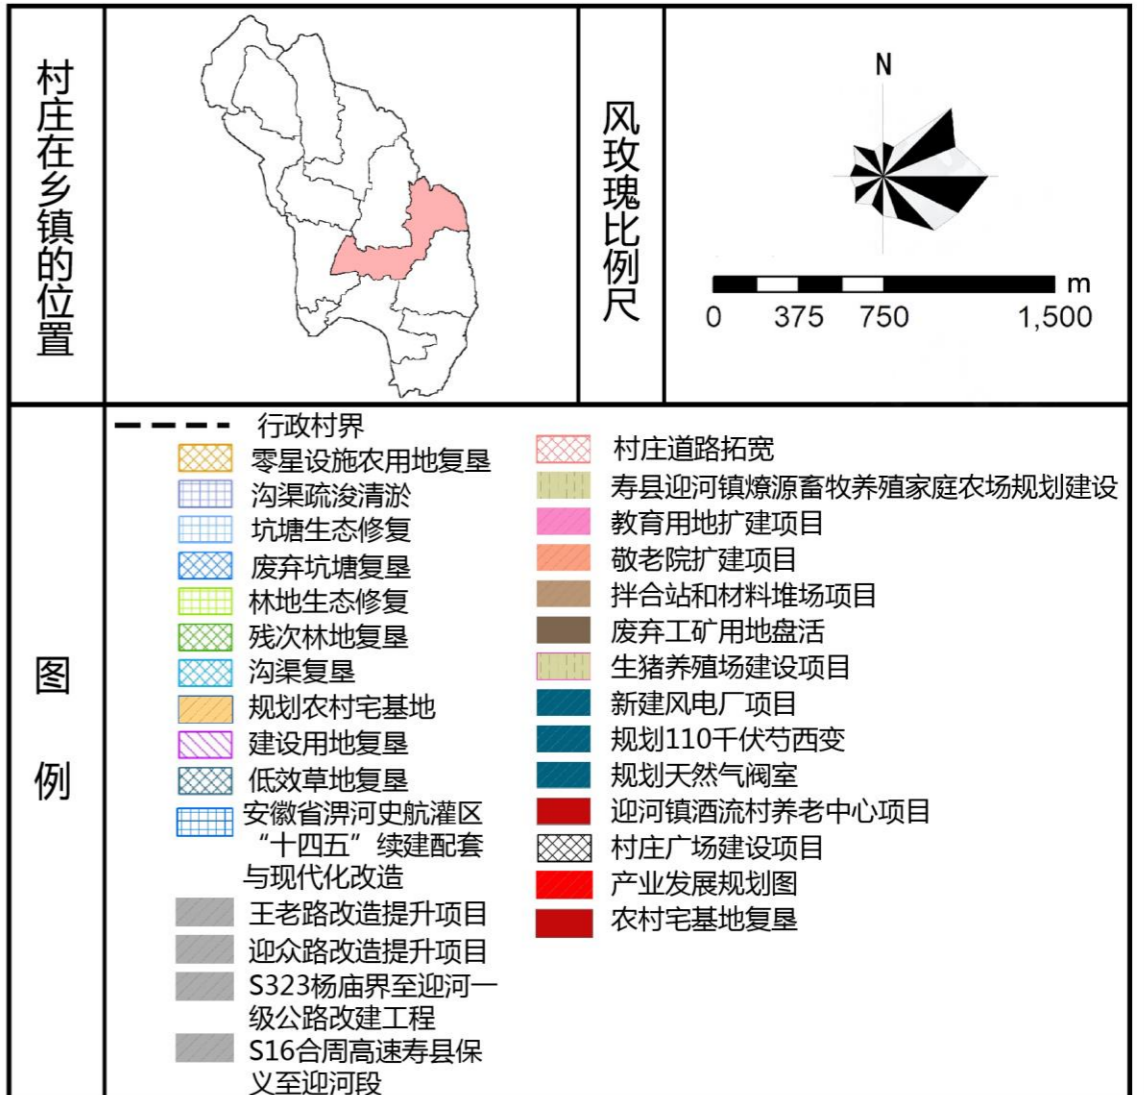 村庄在乡镇的位置
风玫瑰比例尺
N
m
0 375 750 1,500
图例
行政村界
零星设施农用地复垦
沟渠疏浚清淤
坑塘生态修复
废弃坑塘复垦
林地生态修复
残次林地复垦
沟渠复垦
规划农村宅基地
建设用地复垦
低效草地复垦
安徽省淠河史航灌区
“十四五”续建配套
与现代化改造
王老路改造提升项目
迎众路改造提升项目
S323杨庙界至迎河一
级公路改建工程
S16合周高速寿县保
义至迎河段
村庄道路拓宽
寿县迎河镇燎源畜牧养殖家庭农场规划建设
教育用地扩建项目
敬老院扩建项目
拌合站和材料堆场项目
废弃工矿用地盘活
生猪养殖场建设项目
新建风电厂项目
规划110千伏芍西变
规划天然气阀室
迎河镇酒流村养老中心项目
村庄广场建设项目
产业发展规划图
农村宅基地复垦